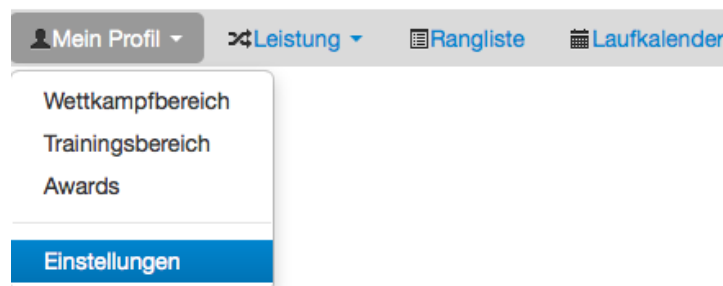 Mein Profil Leistung Rangliste Laufkalender
Wettkampfbereich
Trainingsbereich
Awards
Einstellungen